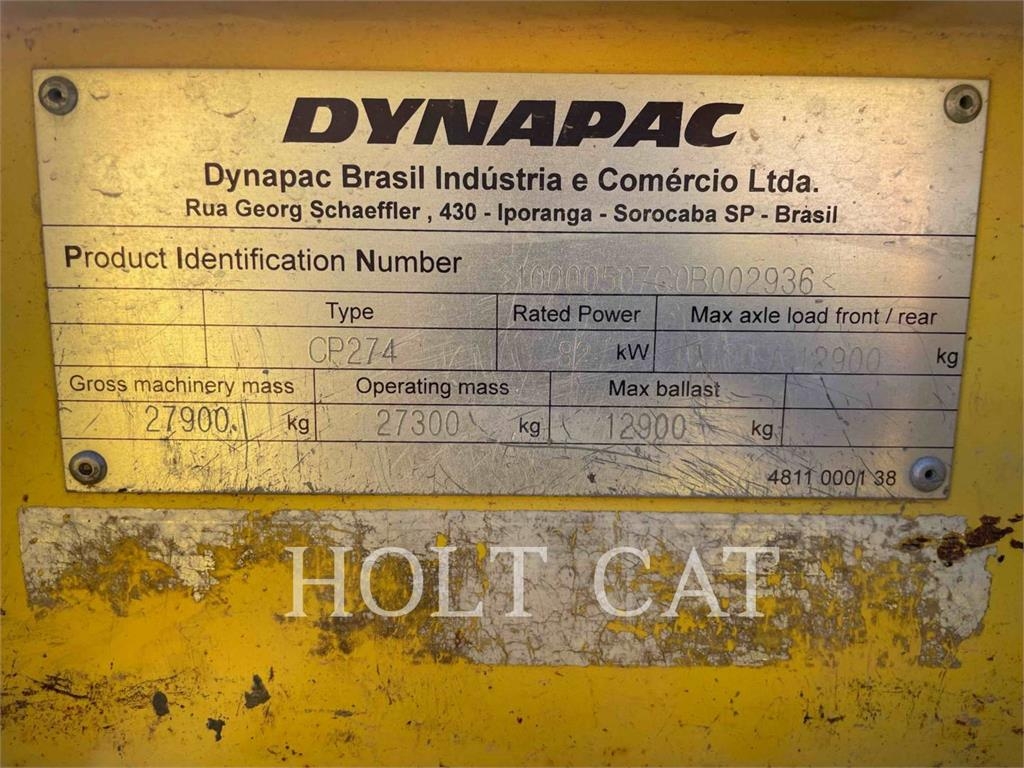 DYNAPAC
Dynapac Brasil Indústria e Comércio Ltda.
Rua Georg Schaeffler , 430 - Iporanga - Sorocaba SP - Brasil
Product Identification Number
Type Rated Power Max axle load front / rear
CP274 kW 12900 kg
Gross machinery mass Operating mass Max ballast
27900 kg 27300 kg 12900 kg
4811 0001 38
HOLT CAT